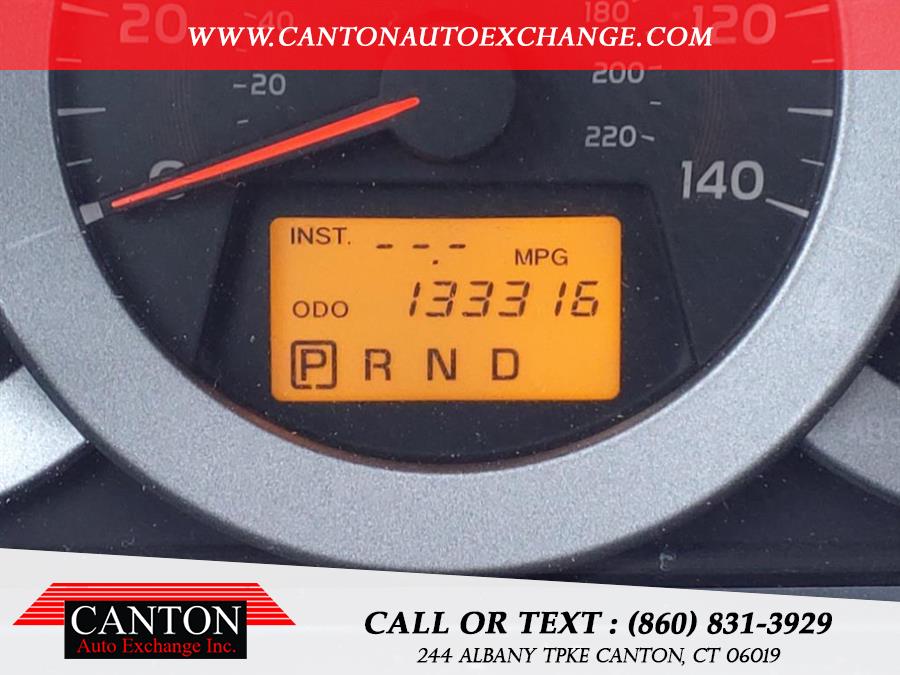 WWW.CANTONAUTOEXCHANGE.COM
20
40
20
180
200
220
120
140
INST. --.- MPG
ODO 133316
P R N D
CANTON
Auto Exchange Inc.
CALL OR TEXT : (860) 831-3929
244 ALBANY TPKE CANTON, CT 06019